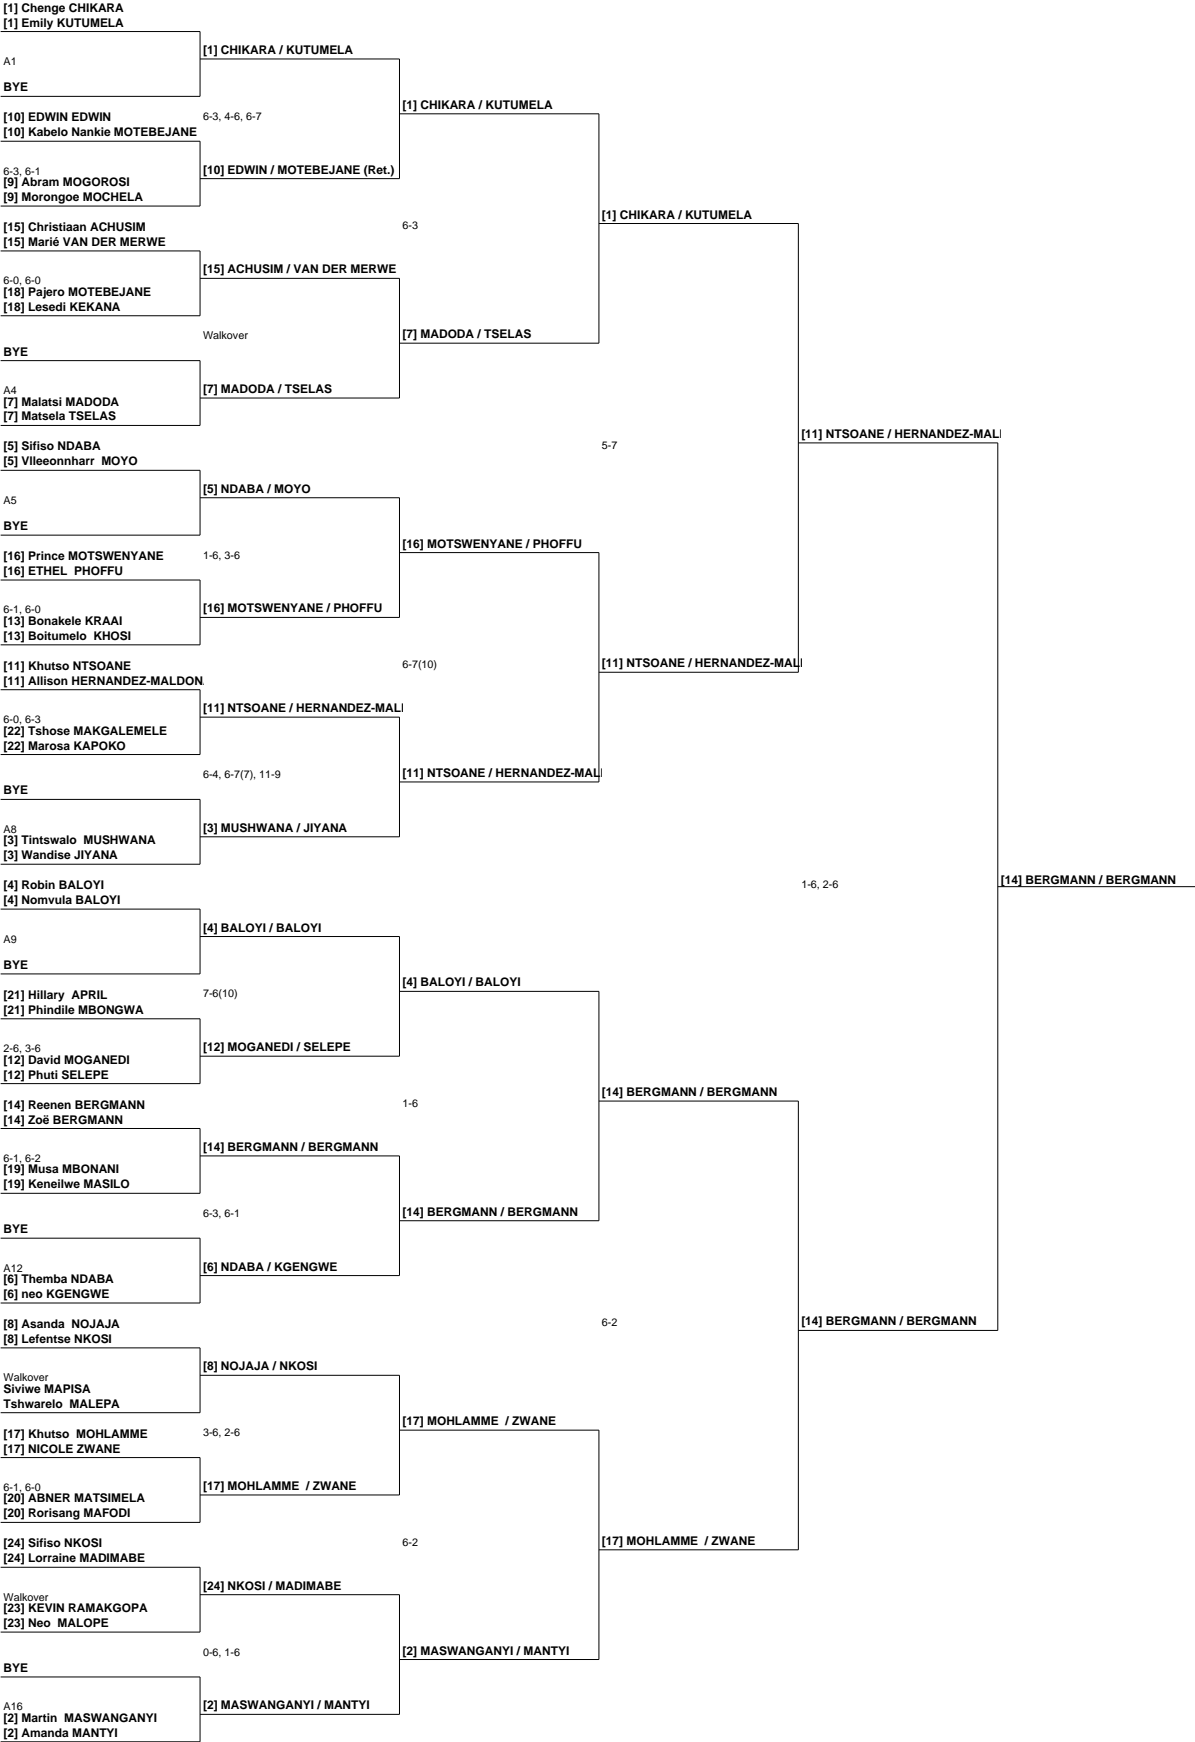 [1] Chenge CHIKARA
[1] Emily KUTUMELA
[1] CHIKARA / KUTUMELA
A1
BYE
[1] CHIKARA / KUTUMELA
[10] EDWIN EDWIN
6-3, 4-6, 6-7
[10] Kabelo Nankie MOTEBEJANE
6-3, 6-1
[10] EDWIN / MOTEBEJANE (Ret.)
[9] Abram MOGOROSI
[9] Morongoe MOCHELA
[1] CHIKARA / KUTUMELA
[15] Christiaan ACHUSIM
6-3
[15] Marié VAN DER MERWE
[15] ACHUSIM / VAN DER MERWE
6-0, 6-0
[18] Pajero MOTEBEJANE
[18] Lesedi KEKANA
Walkover
[7] MADODA / TSELAS
BYE
A4
[7] MADODA / TSELAS
[7] Malatsi MADODA
[7] Matsela TSELAS
[11] NTSOANE / HERNANDEZ-MAL
[5] Sifiso NDABA
5-7
[5] Vlleeonnharr MOYO
[5] NDABA / MOYO
A5
BYE
[16] MOTSWENYANE / PHOFFU
[16] Prince MOTSWENYANE
1-6, 3-6
[16] ETHEL PHOFFU
6-1, 6-0
[16] MOTSWENYANE / PHOFFU
[13] Bonakele KRAAI
[13] Boitumelo KHOSI
[11] Khutso NTSOANE
6-7(10)
[11] NTSOANE / HERNANDEZ-MAL
[11] Allison HERNANDEZ-MALDON
[11] NTSOANE / HERNANDEZ-MAL
6-0, 6-3
[22] Tshose MAKGALEMELE
[22] Marosa KAPOKO
6-4, 6-7(7), 11-9
[11] NTSOANE / HERNANDEZ-MAL
BYE
A8
[3] MUSHWANA / JIYANA
[3] Tintswalo MUSHWANA
[3] Wandise JIYANA
[4] Robin BALOYI
1-6, 2-6
[14] BERGMANN / BERGMANN
[4] Nomvula BALOYI
[4] BALOYI / BALOYI
A9
BYE
[4] BALOYI / BALOYI
[21] Hillary APRIL
7-6(10)
[21] Phindile MBONGWA
2-6, 3-6
[12] MOGANEDI / SELEPE
[12] David MOGANEDI
[12] Phuti SELEPE
[14] BERGMANN / BERGMANN
[14] Reenen BERGMANN
1-6
[14] Zoë BERGMANN
[14] BERGMANN / BERGMANN
6-1, 6-2
[19] Musa MBONANI
[19] Keneilwe MASILO
6-3, 6-1
[14] BERGMANN / BERGMANN
BYE
A12
[6] NDABA / KGENGWE
[6] Themba NDABA
[6] neo KGENGWE
[8] Asanda NOJAJA
6-2
[14] BERGMANN / BERGMANN
[8] Lefentse NKOSI
[8] NOJAJA / NKOSI
Walkover
Siviwe MAPISA
Tshwarelo MALEPA
[17] MOHLAMME / ZWANE
[17] Khutso MOHLAMME
3-6, 2-6
[17] NICOLE ZWANE
6-1, 6-0
[17] MOHLAMME / ZWANE
[20] ABNER MATSIMELA
[20] Rorisang MAFODI
[24] Sifiso NKOSI
6-2
[17] MOHLAMME / ZWANE
[24] Lorraine MADIMABE
[24] NKOSI / MADIMABE
Walkover
[23] KEVIN RAMAKGOPA
[23] Neo MALOPE
0-6, 1-6
[2] MASWANGANYI / MANTYI
BYE
A16
[2] MASWANGANYI / MANTYI
[2] Martin MASWANGANYI
[2] Amanda MANTYI